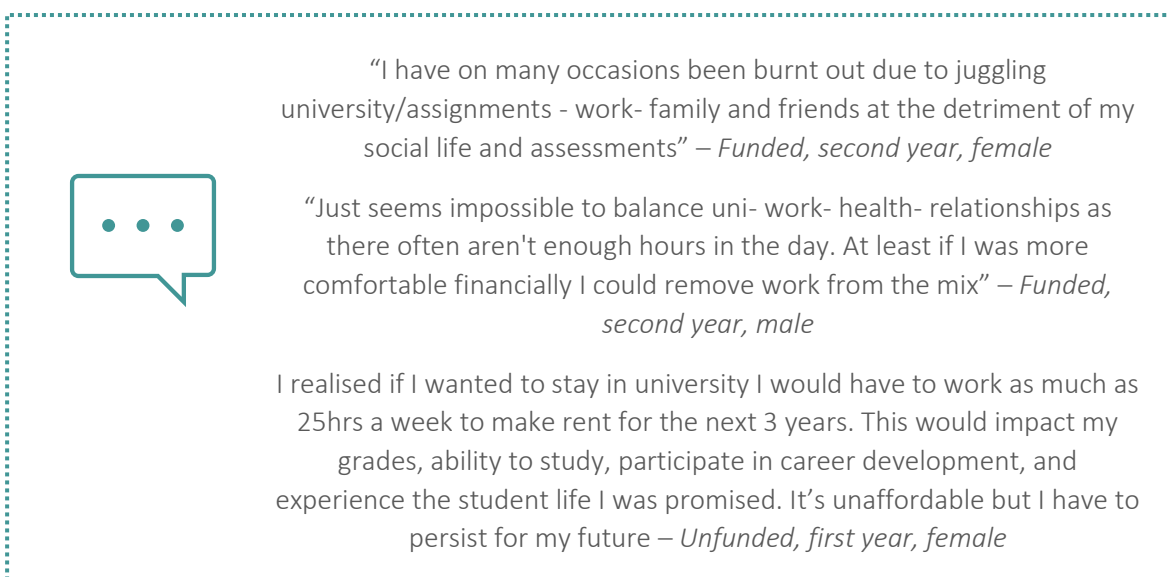 “I have on many occasions been burnt out due to juggling
university/assignments - work- family and friends at the detriment of my
social life and assessments” – Funded, second year, female
“Just seems impossible to balance uni- work- health- relationships as
there often aren't enough hours in the day. At least if I was more
comfortable financially I could remove work from the mix” – Funded,
second year, male
I realised if I wanted to stay in university I would have to work as much as
25hrs a week to make rent for the next 3 years. This would impact my
grades, ability to study, participate in career development, and
experience the student life I was promised. It’s unaffordable but I have to
persist for my future – Unfunded, first year, female